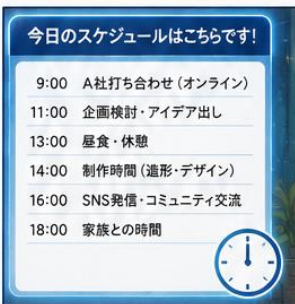 今日のスケジュールはこちらです!
9:00 A社打ち合わせ(オンライン)
11:00 企画検討・アイデア出し
13:00 昼食・休憩
14:00 制作時間(造形・デザイン)
16:00 SNS発信・コミュニティ交流
18:00 家族との時間